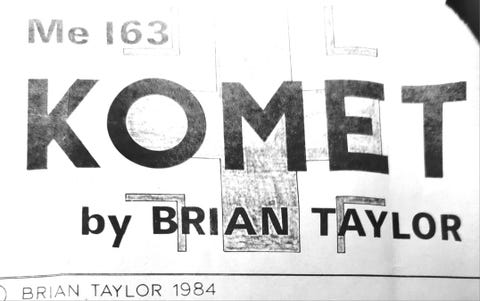 Me 163
KOMET
by BRIAN TAYLOR
© BRIAN TAYLOR 1984